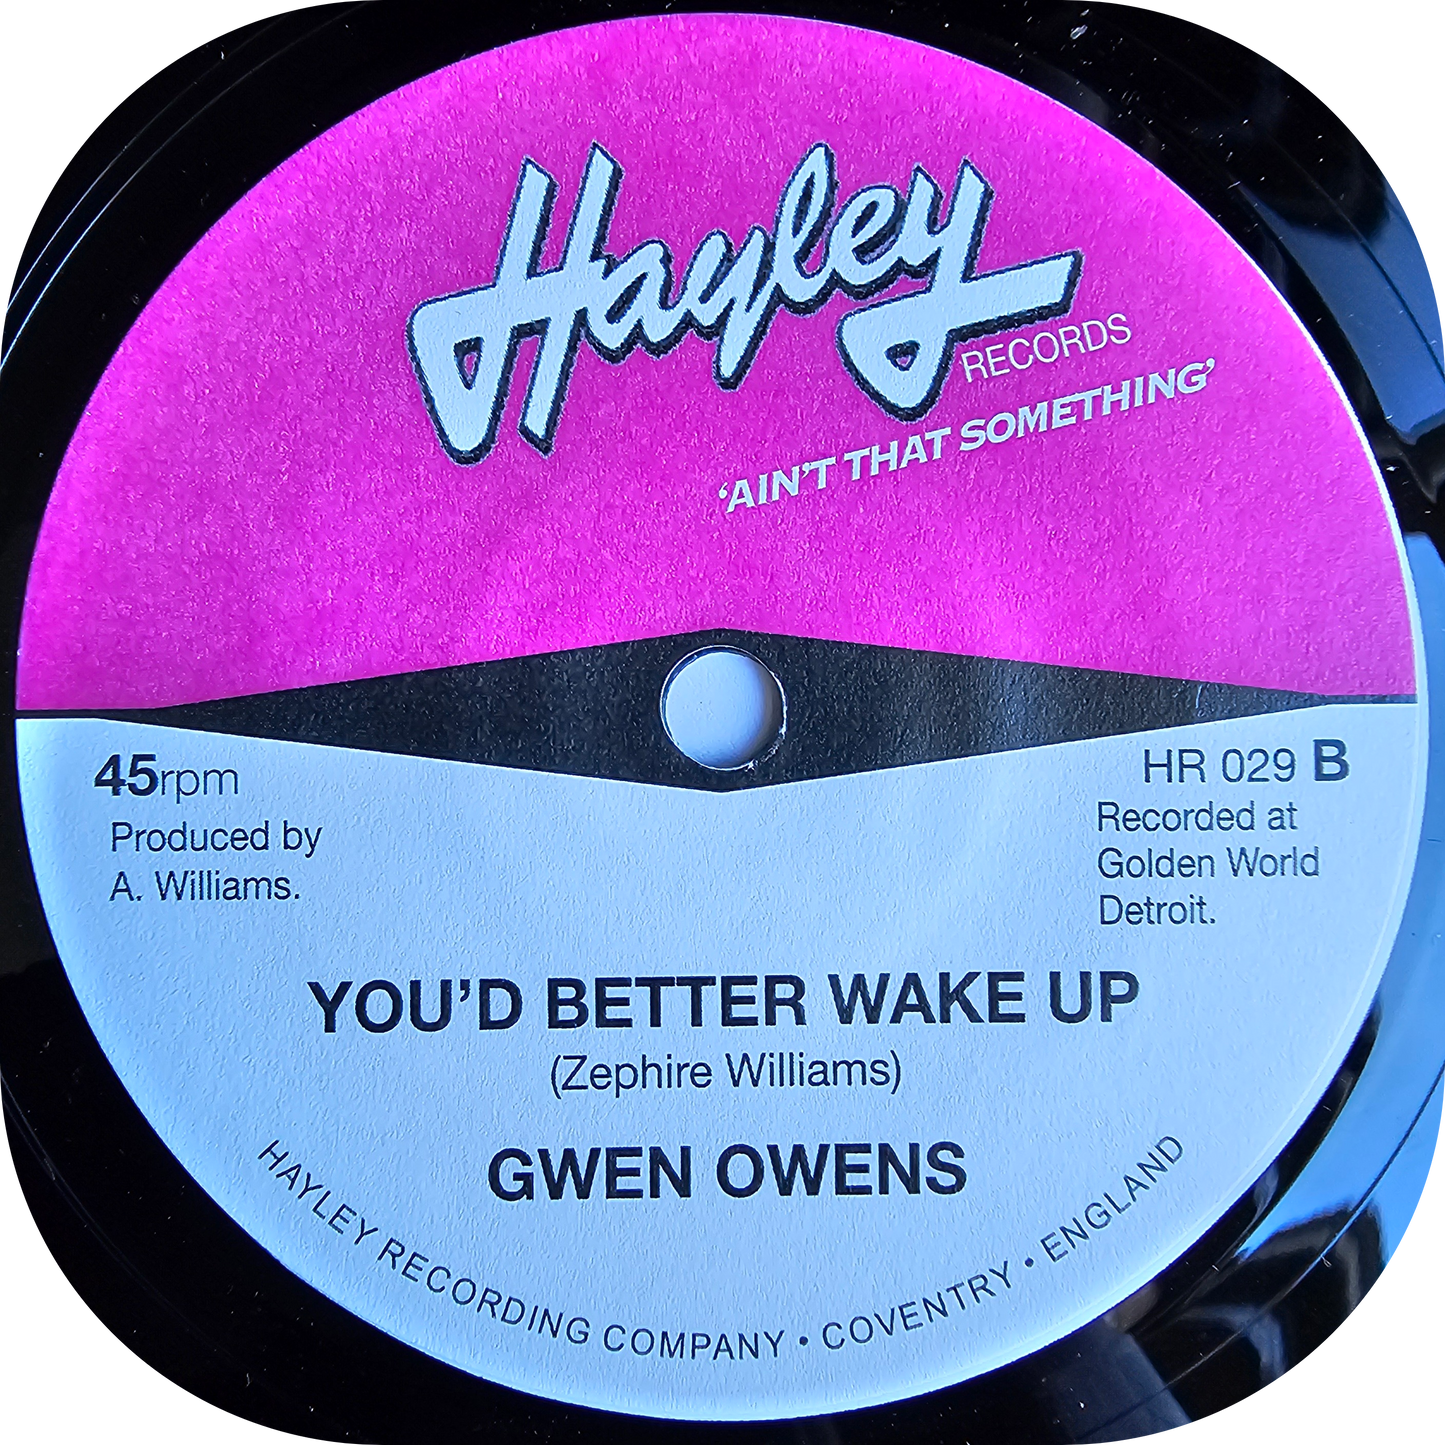 Hayley
RECORDS
'AIN'T THAT SOMETHING'
45rpm
Produced by
A. Williams.
HR 029 B
Recorded at
Golden World
Detroit.
YOU'D BETTER WAKE UP
(Zephire Williams)
GWEN OWENS
HAYLEY RECORDING COMPANY • COVENTRY • ENGLAND